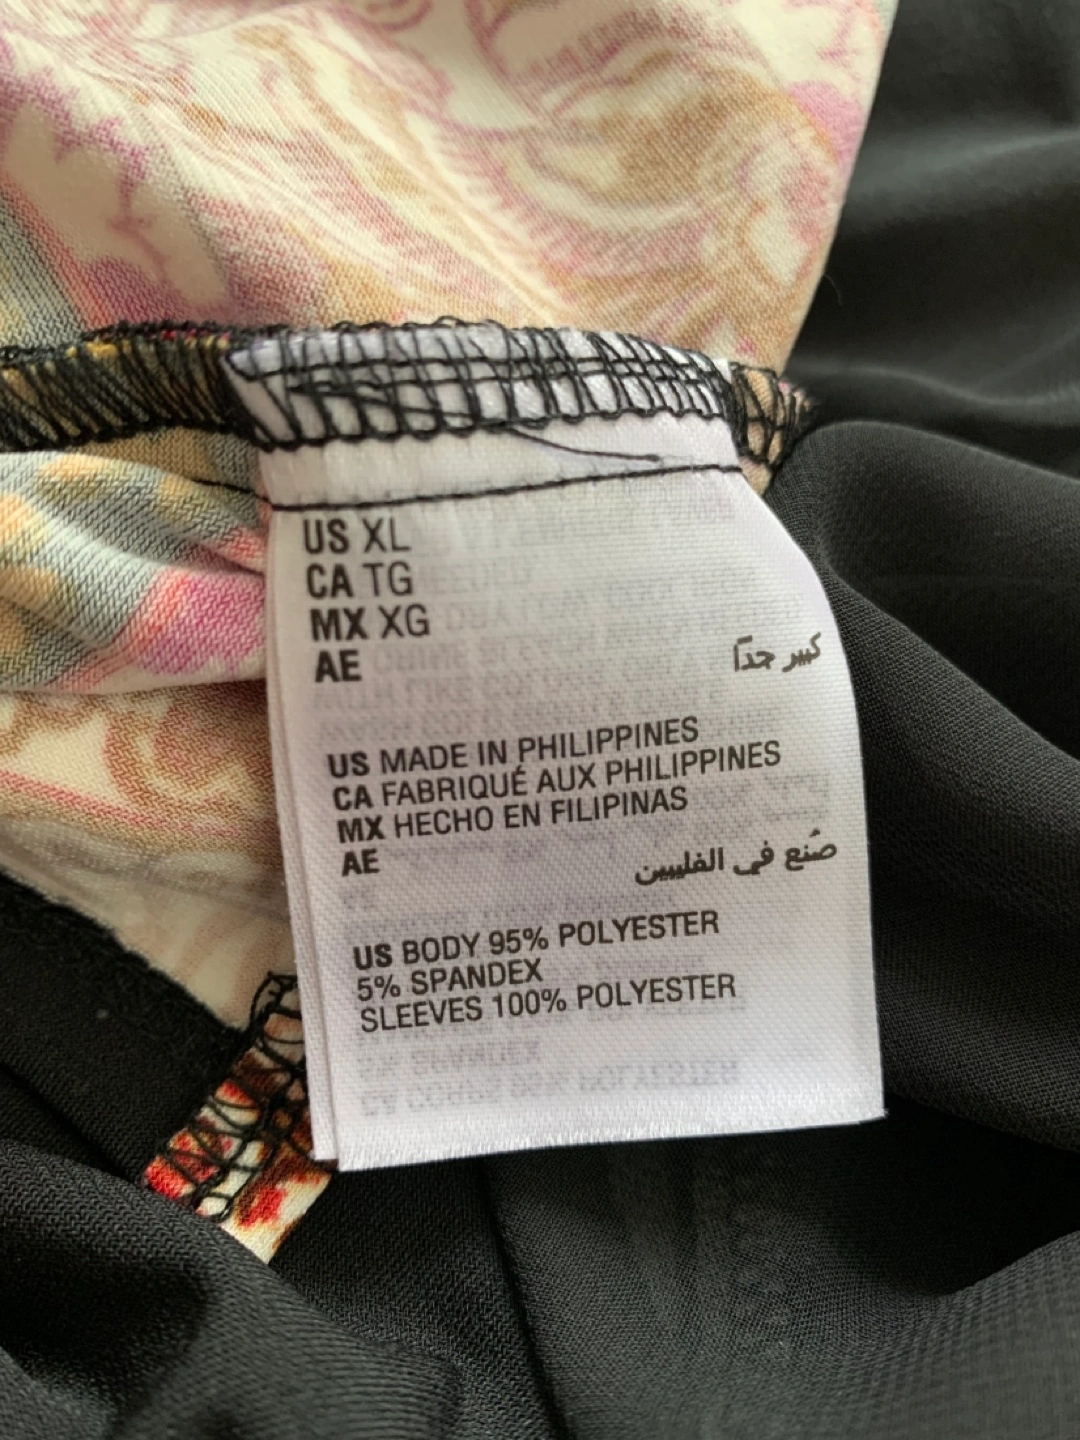 US XL
CA TG
MX XG
AE كبير جداً
US MADE IN PHILIPPINES
CA FABRIQUÉ AUX PHILIPPINES
MX HECHO EN FILIPINAS
AE صُنع في الفلبين
US BODY 95% POLYESTER
5% SPANDEX
SLEEVES 100% POLYESTER